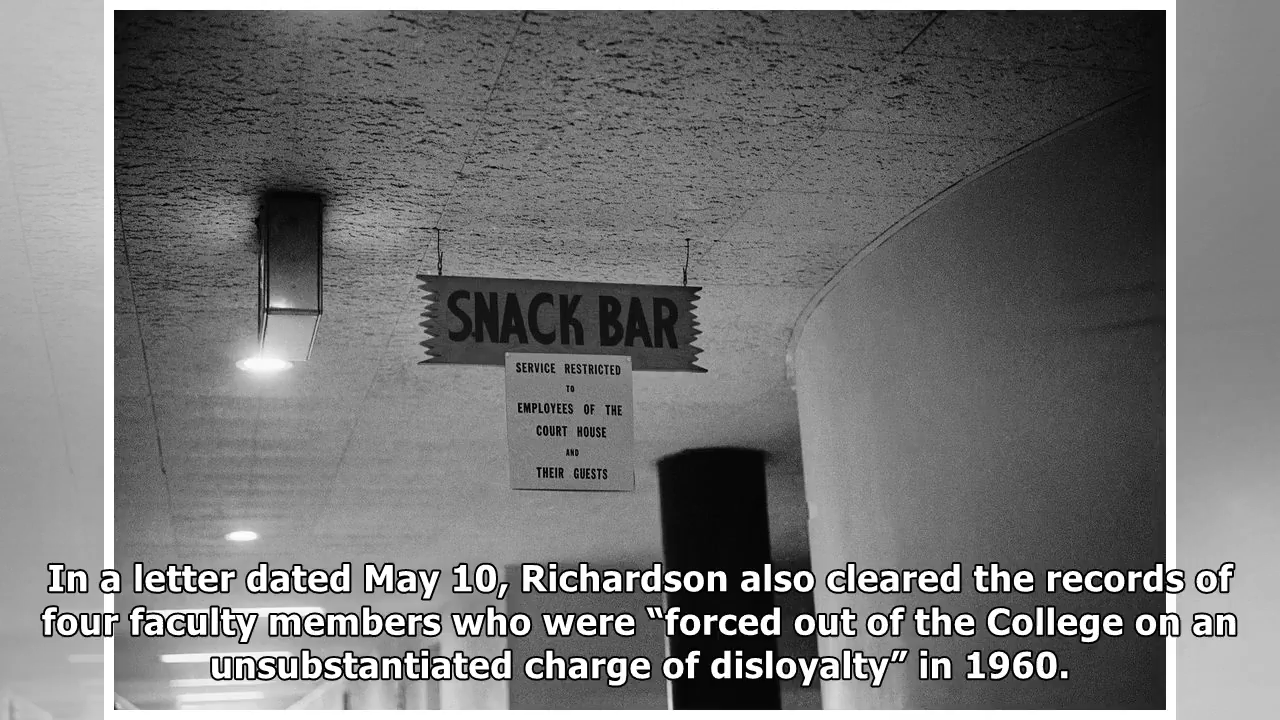 SNACK BAR
SERVICE RESTRICTED
TO
EMPLOYEES OF THE
COURT HOUSE
AND
THEIR GUESTS
In a letter dated May 10, Richardson also cleared the records of
four faculty members who were “forced out of the College on an
unsubstantiated charge of disloyalty” in 1960.